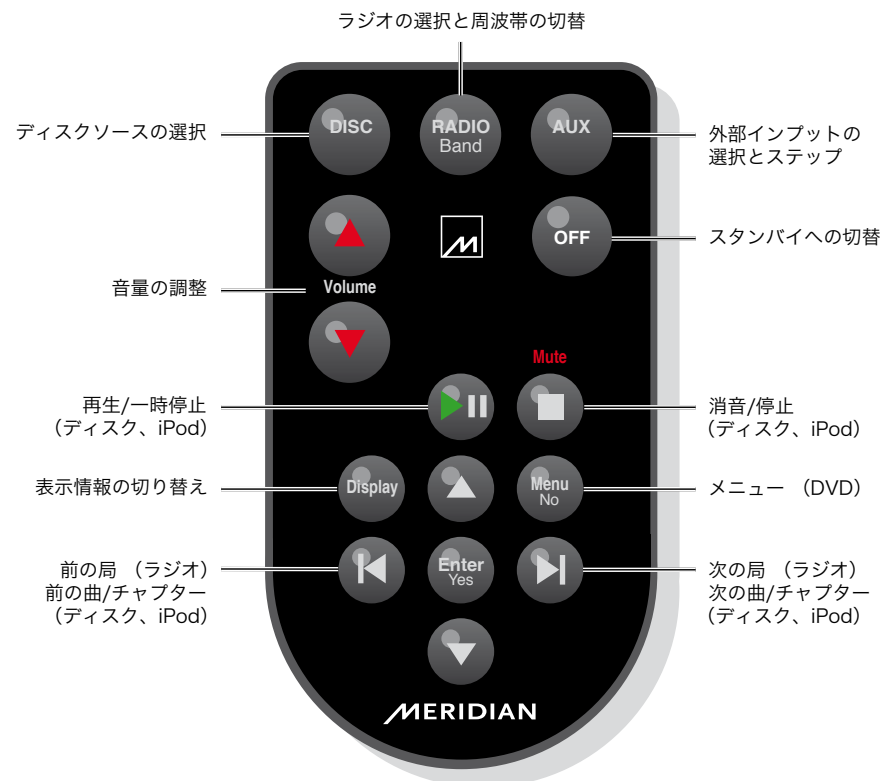 ラジオの選択と周波帯の切替
ディスクソースの選択
DISC
RADIO
Band
AUX
外部インプットの
選択とステップ
OFF
スタンバイへの切替
音量の調整
Volume
Mute
再生/一時停止
（ディスク、iPod）
消音/停止
（ディスク、iPod）
表示情報の切り替え
Display
Menu
No
メニュー （DVD）
前の局 （ラジオ）
前の曲/チャプター
（ディスク、iPod）
Enter
Yes
次の局 （ラジオ）
次の曲/チャプター
（ディスク、iPod）
MERIDIAN